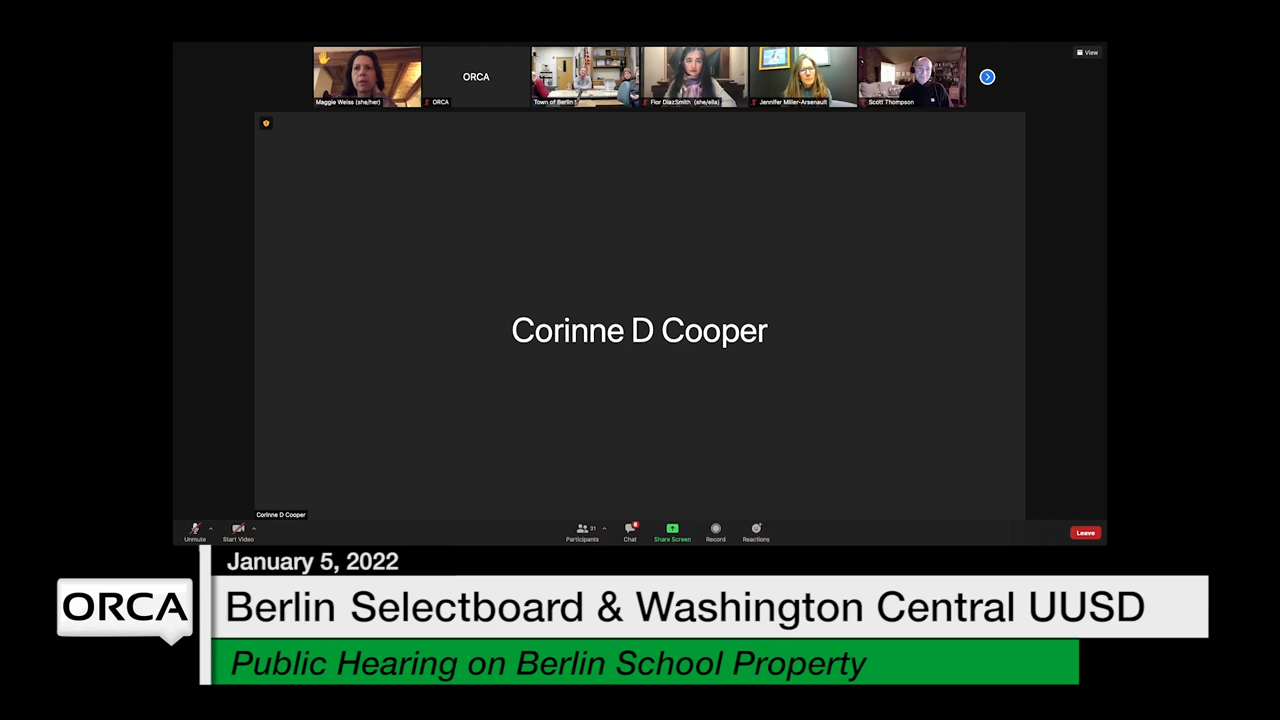 View
ORCA
Maggie Weiss (she/her)
ORCA
Town of Berlin
Flor DiazSmith (she/ella)
Jennifer Miller-Arsenault
Scott Thompson
Corinne D Cooper
Corinne D Cooper
Unmute
Start Video
31
Participants
8
Chat
Share Screen
Record
Reactions
Leave
January 5, 2022
ORCA
Berlin Selectboard & Washington Central UUSD
Public Hearing on Berlin School Property